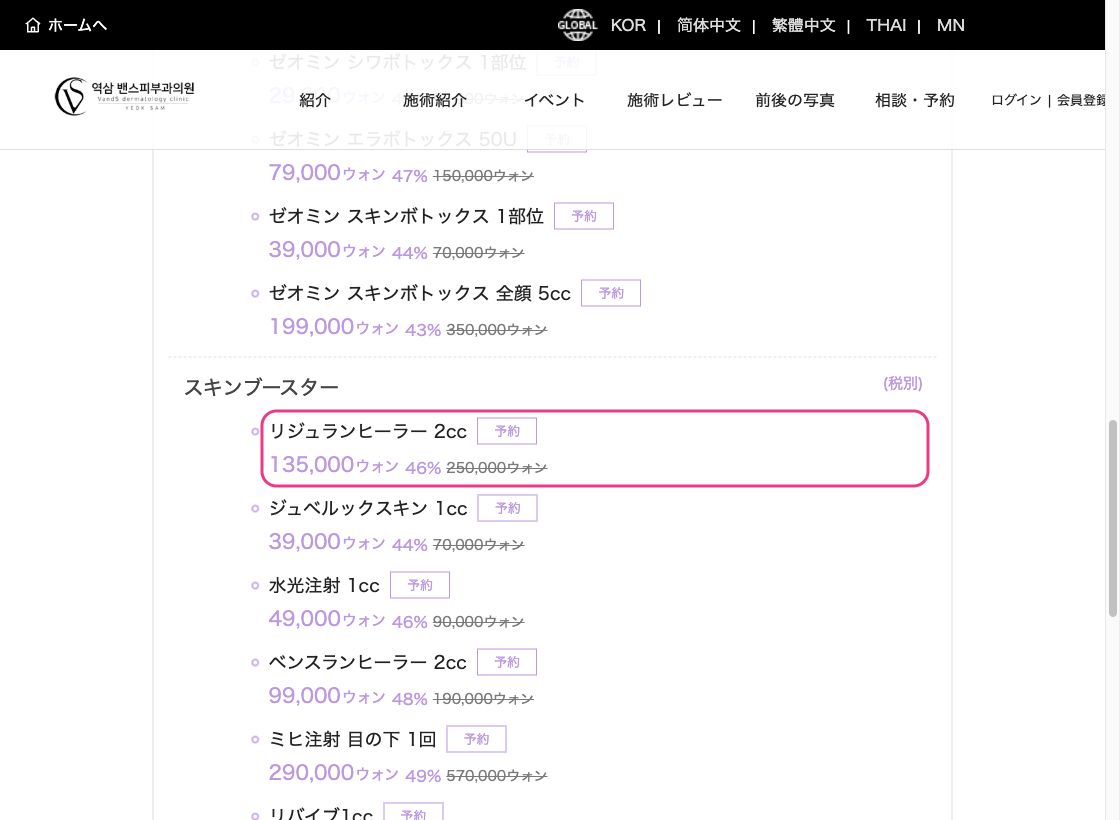 ホームへ
GLOBAL KOR | 简体中文 | 繁體中文 | THAI | MN
ゼオミン シワボトックス 1部位 予約
역삼 밴스피부과의원
VandS dermatology clinic
YEOK SAM
紹介 施術紹介 イベント 施術レビュー 前後の写真 相談・予約 ログイン | 会員登録
ゼオミン エラボトックス 50U 予約
79,000ウォン 47% 150,000ウォン
ゼオミン スキンボトックス 1部位 予約
39,000ウォン 44% 70,000ウォン
ゼオミン スキンボトックス 全顔 5cc 予約
199,000ウォン 43% 350,000ウォン
スキンブースター (税別)
リジュランヒーラー 2cc 予約
135,000ウォン 46% 250,000ウォン
ジュベルックスキン 1cc 予約
39,000ウォン 44% 70,000ウォン
水光注射 1cc 予約
49,000ウォン 46% 90,000ウォン
ベンスランヒーラー 2cc 予約
99,000ウォン 48% 190,000ウォン
ミヒ注射 目の下 1回 予約
290,000ウォン 49% 570,000ウォン
リバイブ1cc 予約